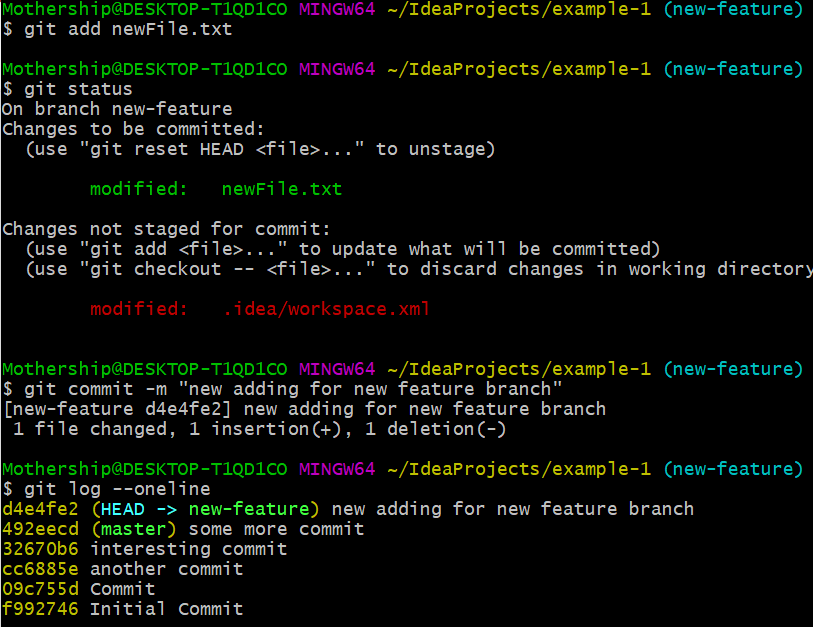 Mothership@DESKTOP-T1QD1CO MINGW64 ~/IdeaProjects/example-1 (new-feature)
$ git add newFile.txt
Mothership@DESKTOP-T1QD1CO MINGW64 ~/IdeaProjects/example-1 (new-feature)
$ git status
On branch new-feature
Changes to be committed:
  (use "git reset HEAD <file>..." to unstage)
        modified:   newFile.txt
Changes not staged for commit:
  (use "git add <file>..." to update what will be committed)
  (use "git checkout -- <file>..." to discard changes in working directory
        modified:   .idea/workspace.xml
Mothership@DESKTOP-T1QD1CO MINGW64 ~/IdeaProjects/example-1 (new-feature)
$ git commit -m "new adding for new feature branch"
[new-feature d4e4fe2] new adding for new feature branch
 1 file changed, 1 insertion(+), 1 deletion(-)
Mothership@DESKTOP-T1QD1CO MINGW64 ~/IdeaProjects/example-1 (new-feature)
$ git log --oneline
d4e4fe2 (HEAD -> new-feature) new adding for new feature branch
492eecd (master) some more commit
32670b6 interesting commit
cc6885e another commit
09c755d Commit
f992746 Initial Commit